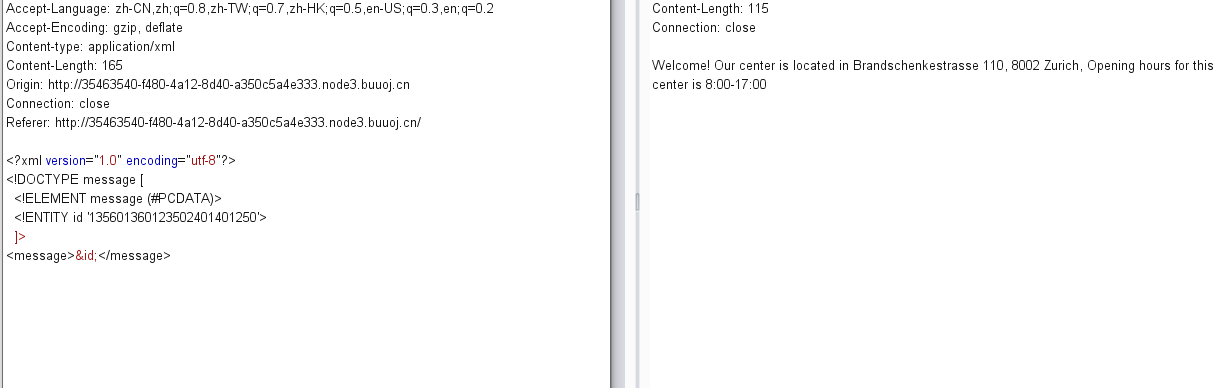 Accept-Language: zh-CN,zh;q=0.8,zh-TW;q=0.7,zh-HK;q=0.5,en-US;q=0.3,en;q=0.2
Accept-Encoding: gzip, deflate
Content-type: application/xml
Content-Length: 165
Origin: http://35463540-f480-4a12-8d40-a350c5a4e333.node3.buuoj.cn
Connection: close
Referer: http://35463540-f480-4a12-8d40-a350c5a4e333.node3.buuoj.cn/
<?xml version="1.0" encoding="utf-8"?>
<!DOCTYPE message [
<!ELEMENT message (#PCDATA)>
<!ENTITY id '135601360123502401401250'>
]>
<message>&id;</message>
Content-Length: 115
Connection: close
Welcome! Our center is located in Brandschenkestrasse 110, 8002 Zurich, Opening hours for this
center is 8:00-17:00